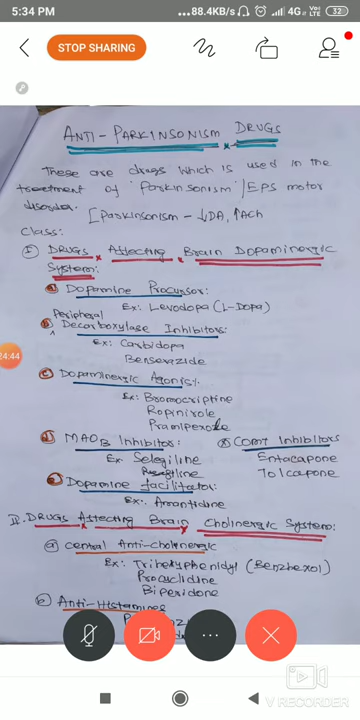 5:34 PM ...88.4KB/s 4G Vo) LTE 32
STOP SHARING
ANTI-PARKINSONISM DRUGS
These are drugs which is used in the
treatment of "Parkinsonism"/EPS motor
disorder. [Parkinsonism - ↓DA, ↑Ach
Class:
I DRUGS Affecting Brain Dopaminergic
System:
a Dopamine Precursor:
Ex: Levodopa (L-Dopa)
Peripheral
b Decarboxylase Inhibitors:
Ex: Carbidopa
Benserazide
24:44
c Dopaminergic Agonist:
Ex: Bromocriptine
Ropinirole
Pramiperole
d MAOB Inhibitors:
Ex Selegiline
e Dopamine facilitator:
Ex: Amantidine
COMT Inhibitors
Entacapone
Tolcapone
II. DRUGS Affecting Brain Cholinergic System:
a Central Anti-cholenergic
Ex: Trihexyphenidyl (Benzhexol)
Procyclidine
Biperidone
b Anti-Histamines
V RECORDER